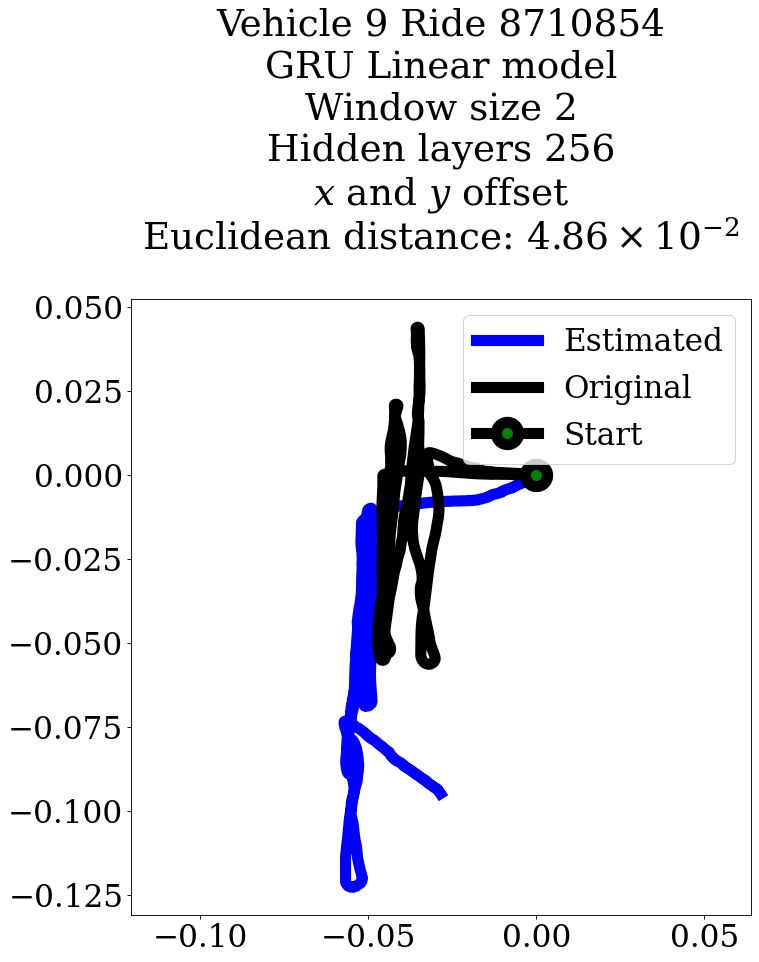 Vehicle 9 Ride 8710854
GRU Linear model
Window size 2
Hidden layers 256
x and y offset
Euclidean distance: 4.86 × 10⁻²
0.050
0.025
0.000
−0.025
−0.050
−0.075
−0.100
−0.125
Estimated
Original
Start
−0.10 −0.05 0.00 0.05